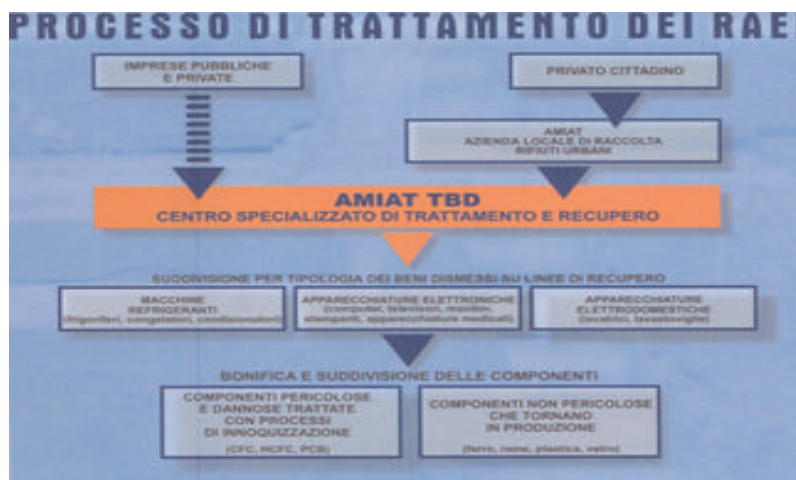 PROCESSO DI TRATTAMENTO DEI RAE
IMPRESE PUBBLICHE
E PRIVATE
PRIVATO CITTADINO
AMIAT
AZIENDA LOCALE DI RACCOLTA
RIFIUTI URBANI
AMIAT TBD
CENTRO SPECIALIZZATO DI TRATTAMENTO E RECUPERO
SUDDIVISIONE PER TIPOLOGIA DEI BENI DISMESSI SU LINEE DI RECUPERO
MACCHINE
REFRIGERANTI
(frigoriferi, congelatori, condizionatori)
APPARECCHIATURE ELETTRONICHE
(computer, televisori, monitor,
stampanti, apparecchiature medicali)
APPARECCHIATURE
ELETTRODOMESTICHE
(lavatrici, lavastoviglie)
BONIFICA E SUDDIVISIONE DELLE COMPONENTI
COMPONENTI PERICOLOSE
E DANNOSE TRATTATE
CON PROCESSI
DI INNOQUIZZAZIONE
(CFC, HCFC, PCB)
COMPONENTI NON PERICOLOSE
CHE TORNANO
IN PRODUZIONE
(ferro, rame, plastica, vetro)